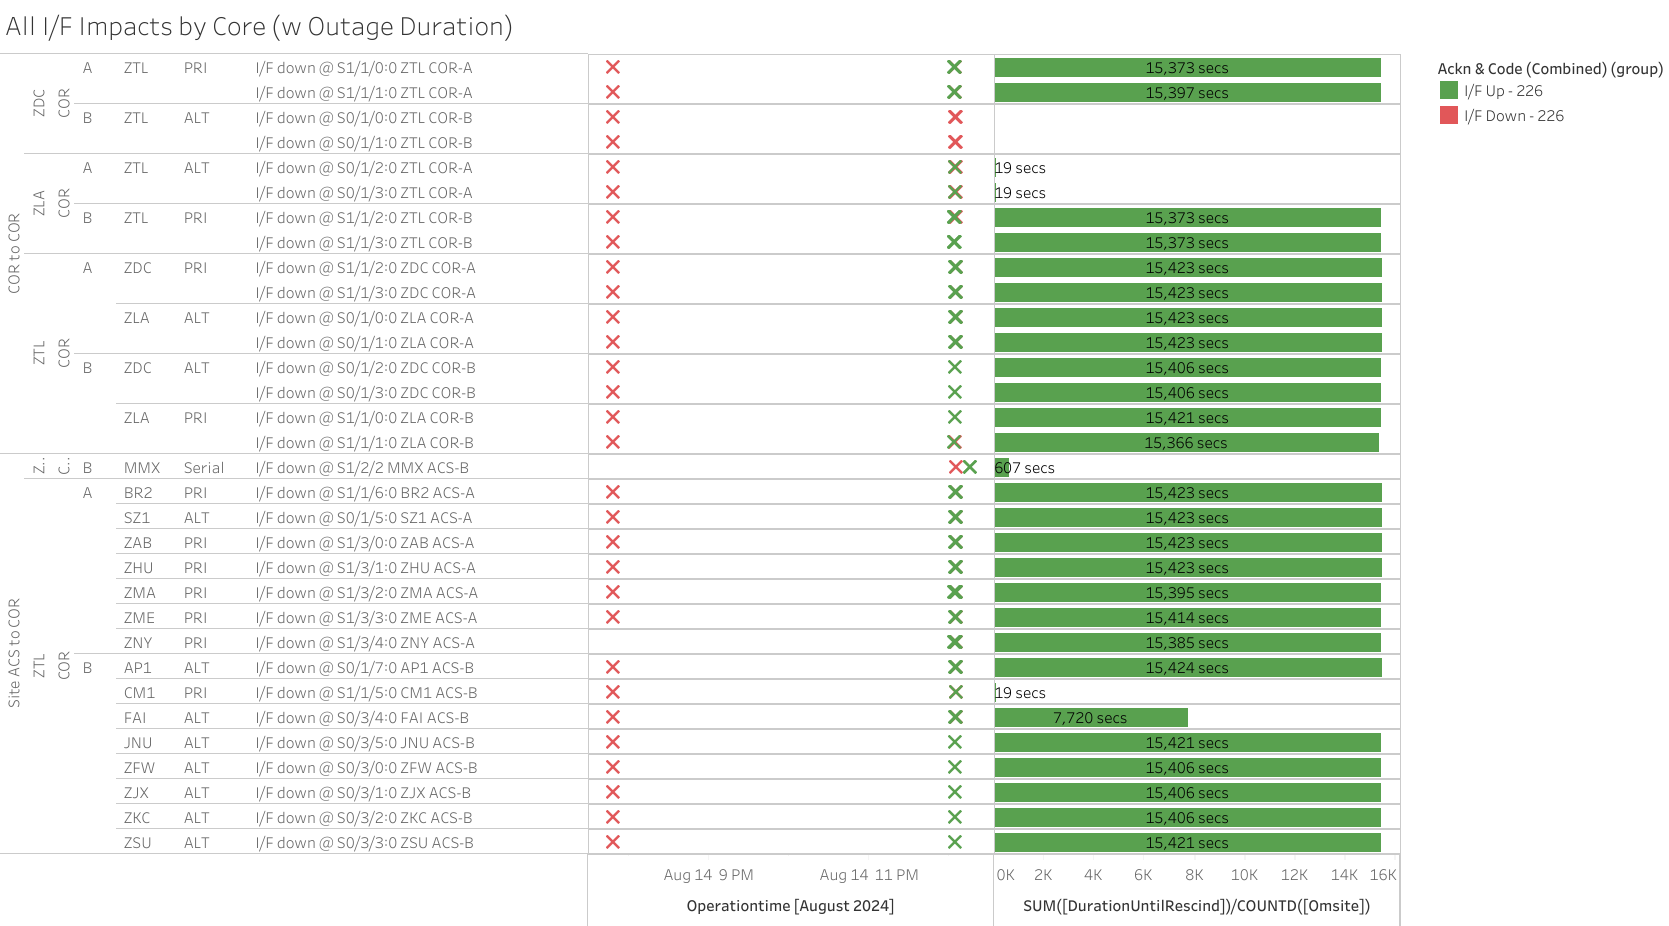 All I/F Impacts by Core (w Outage Duration)
Ackn & Code (Combined) (group)
I/F Up - 226
I/F Down - 226
COR to COR
ZDC
COR
A ZTL PRI I/F down @ S1/1/0:0 ZTL COR-A 15,373 secs
I/F down @ S1/1/1:0 ZTL COR-A 15,397 secs
B ZTL ALT I/F down @ S0/1/0:0 ZTL COR-B
I/F down @ S0/1/1:0 ZTL COR-B
ZLA
COR
A ZTL ALT I/F down @ S0/1/2:0 ZTL COR-A 19 secs
I/F down @ S0/1/3:0 ZTL COR-A 19 secs
B ZTL PRI I/F down @ S1/1/2:0 ZTL COR-B 15,373 secs
I/F down @ S1/1/3:0 ZTL COR-B 15,373 secs
ZTL
COR
A ZDC PRI I/F down @ S1/1/2:0 ZDC COR-A 15,423 secs
I/F down @ S1/1/3:0 ZDC COR-A 15,423 secs
ZLA ALT I/F down @ S0/1/0:0 ZLA COR-A 15,423 secs
I/F down @ S0/1/1:0 ZLA COR-A 15,423 secs
B ZDC ALT I/F down @ S0/1/2:0 ZDC COR-B 15,406 secs
I/F down @ S0/1/3:0 ZDC COR-B 15,406 secs
ZLA PRI I/F down @ S1/1/0:0 ZLA COR-B 15,421 secs
I/F down @ S1/1/1:0 ZLA COR-B 15,366 secs
Site ACS to COR
Z..
C..
B MMX Serial I/F down @ S1/2/2 MMX ACS-B 607 secs
ZTL
COR
A BR2 PRI I/F down @ S1/1/6:0 BR2 ACS-A 15,423 secs
SZ1 ALT I/F down @ S0/1/5:0 SZ1 ACS-A 15,423 secs
ZAB PRI I/F down @ S1/3/0:0 ZAB ACS-A 15,423 secs
ZHU PRI I/F down @ S1/3/1:0 ZHU ACS-A 15,423 secs
ZMA PRI I/F down @ S1/3/2:0 ZMA ACS-A 15,395 secs
ZME PRI I/F down @ S1/3/3:0 ZME ACS-A 15,414 secs
ZNY PRI I/F down @ S1/3/4:0 ZNY ACS-A 15,385 secs
B AP1 ALT I/F down @ S0/1/7:0 AP1 ACS-B 15,424 secs
CM1 PRI I/F down @ S1/1/5:0 CM1 ACS-B 19 secs
FAI ALT I/F down @ S0/3/4:0 FAI ACS-B 7,720 secs
JNU ALT I/F down @ S0/3/5:0 JNU ACS-B 15,421 secs
ZFW ALT I/F down @ S0/3/0:0 ZFW ACS-B 15,406 secs
ZJX ALT I/F down @ S0/3/1:0 ZJX ACS-B 15,406 secs
ZKC ALT I/F down @ S0/3/2:0 ZKC ACS-B 15,406 secs
ZSU ALT I/F down @ S0/3/3:0 ZSU ACS-B 15,421 secs
Aug 14 9 PM Aug 14 11 PM 0K 2K 4K 6K 8K 10K 12K 14K 16K
Operationtime [August 2024] SUM([DurationUntilRescind])/COUNTD([Omsite])